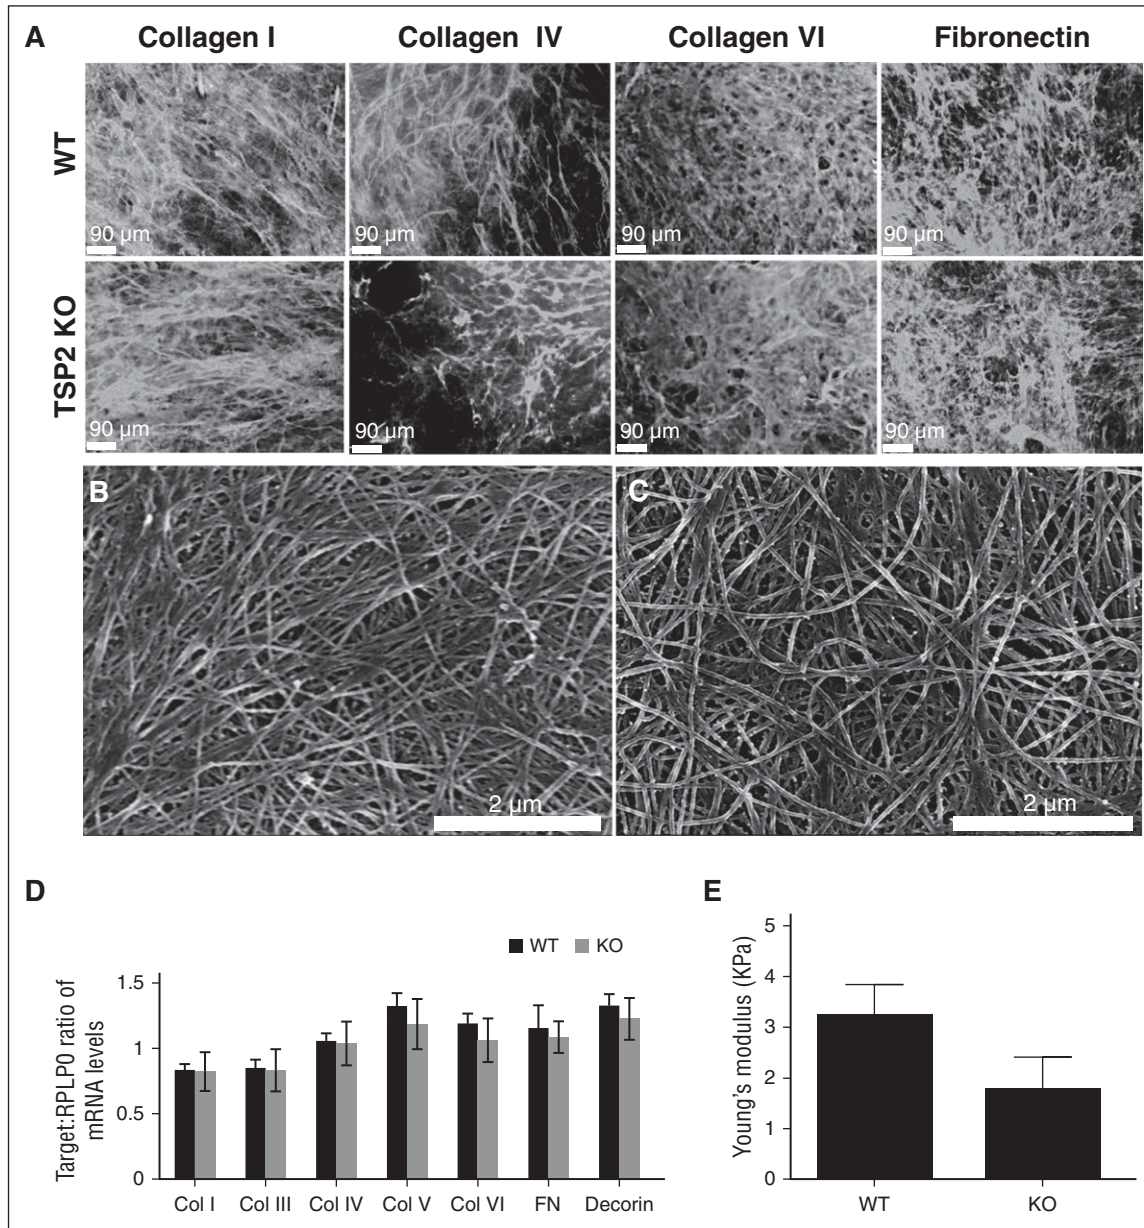 A
Collagen I
Collagen IV
Collagen VI
Fibronectin
WT
90 µm
90 µm
90 µm
90 µm
TSP2 KO
90 µm
90 µm
90 µm
90 µm
B
C
2 µm
2 µm
D
WT
KO
Target:RPLP0 ratio of
mRNA levels
1.5
1
0.5
0
Col I
Col III
Col IV
Col V
Col VI
FN
Decorin
E
Young's modulus (KPa)
5
4
3
2
1
0
WT
KO